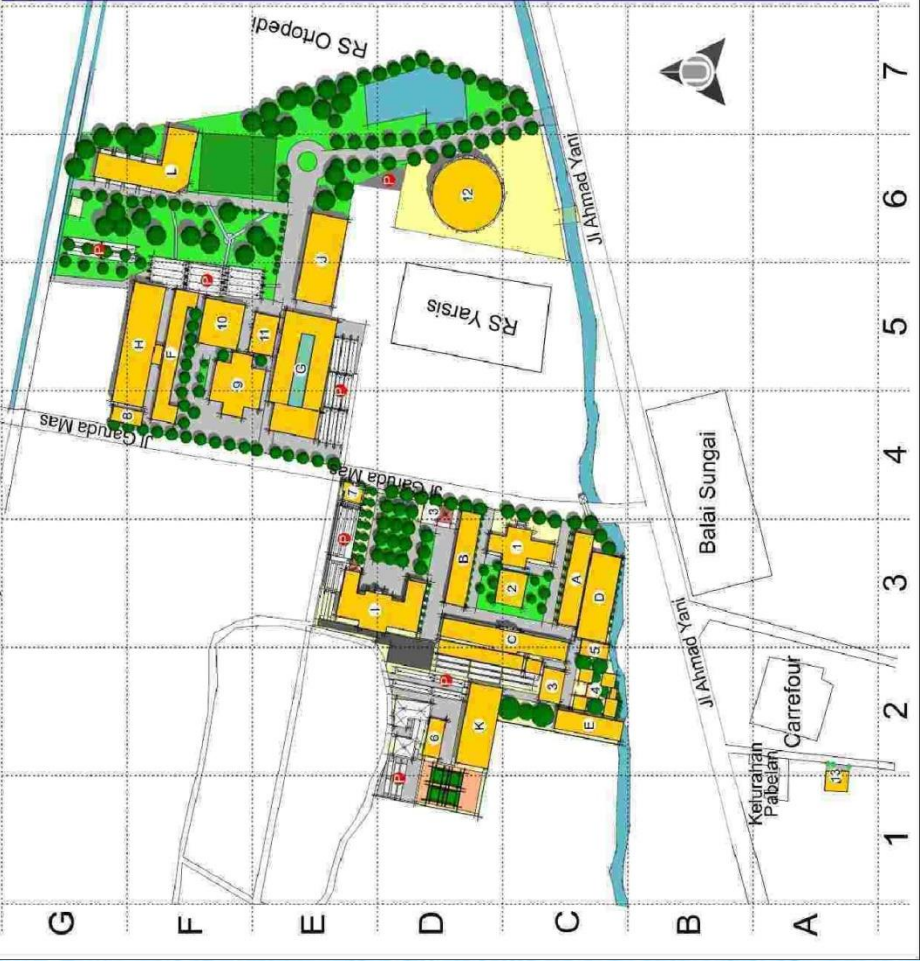 RS Ortopedi
7
L
P
12
Jl Ahmad Yani
6
P
J
P
H
F
10
11
RS Yarsis
5
9
G
8
P
Jl Garuda Mas
4
Jl Garuda Mas
7
Balai Sungai
P
3
B
1
A
3
I
2
D
C
5
Jl Ahmad Yani
P
3
4
Carrefour
2
6
K
E
Kelurahan
Pabelan
P
13
1
G
F
E
D
C
B
A